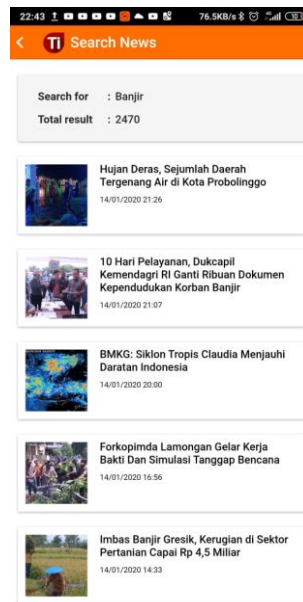 22:43
76.5KB/s
Ti Search News
Search for : Banjir
Total result : 2470
Hujan Deras, Sejumlah Daerah
Tergenang Air di Kota Probolinggo
14/01/2020 21:26
10 Hari Pelayanan, Dukcapil
Kemendagri RI Ganti Ribuan Dokumen
Kependudukan Korban Banjir
14/01/2020 21:07
BMKG: Siklon Tropis Claudia Menjauhi
Daratan Indonesia
14/01/2020 20:00
Forkopimda Lamongan Gelar Kerja
Bakti Dan Simulasi Tanggap Bencana
14/01/2020 16:56
Imbas Banjir Gresik, Kerugian di Sektor
Pertanian Capai Rp 4,5 Miliar
14/01/2020 14:33